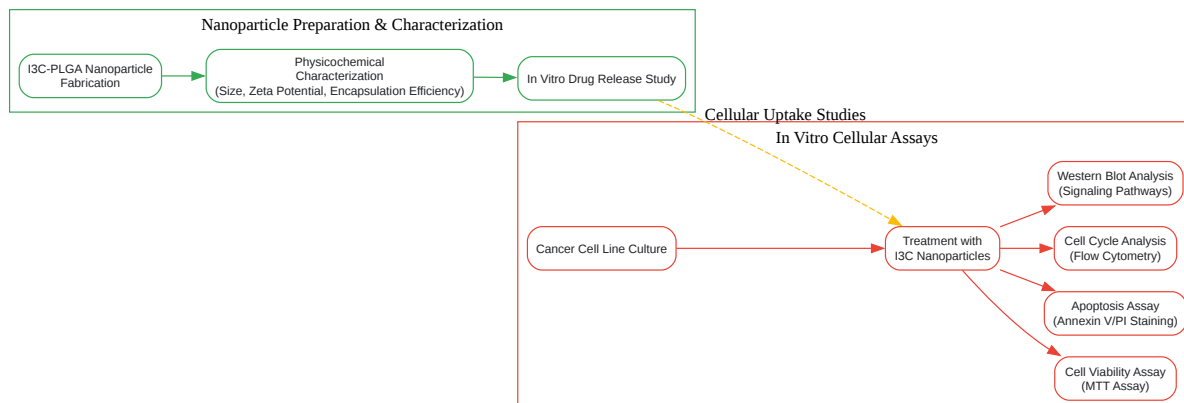 Nanoparticle Preparation & Characterization
I3C-PLGA Nanoparticle
Fabrication
Physicochemical
Characterization
(Size, Zeta Potential, Encapsulation Efficiency)
In Vitro Drug Release Study
Cellular Uptake Studies
In Vitro Cellular Assays
Cancer Cell Line Culture
Treatment with
I3C Nanoparticles
Western Blot Analysis
(Signaling Pathways)
Cell Cycle Analysis
(Flow Cytometry)
Apoptosis Assay
(Annexin V/PI Staining)
Cell Viability Assay
(MTT Assay)